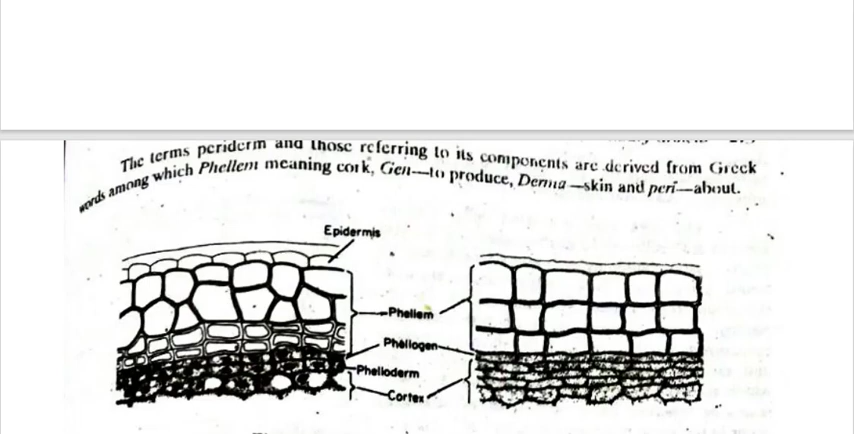 The terms periderm and those referring to its components are derived from Greek
words among which Phellem meaning cork, Gen—to produce, Derma—skin and peri—about.
Epidermis
Phellem
Phellogen
Phelloderm
Cortex